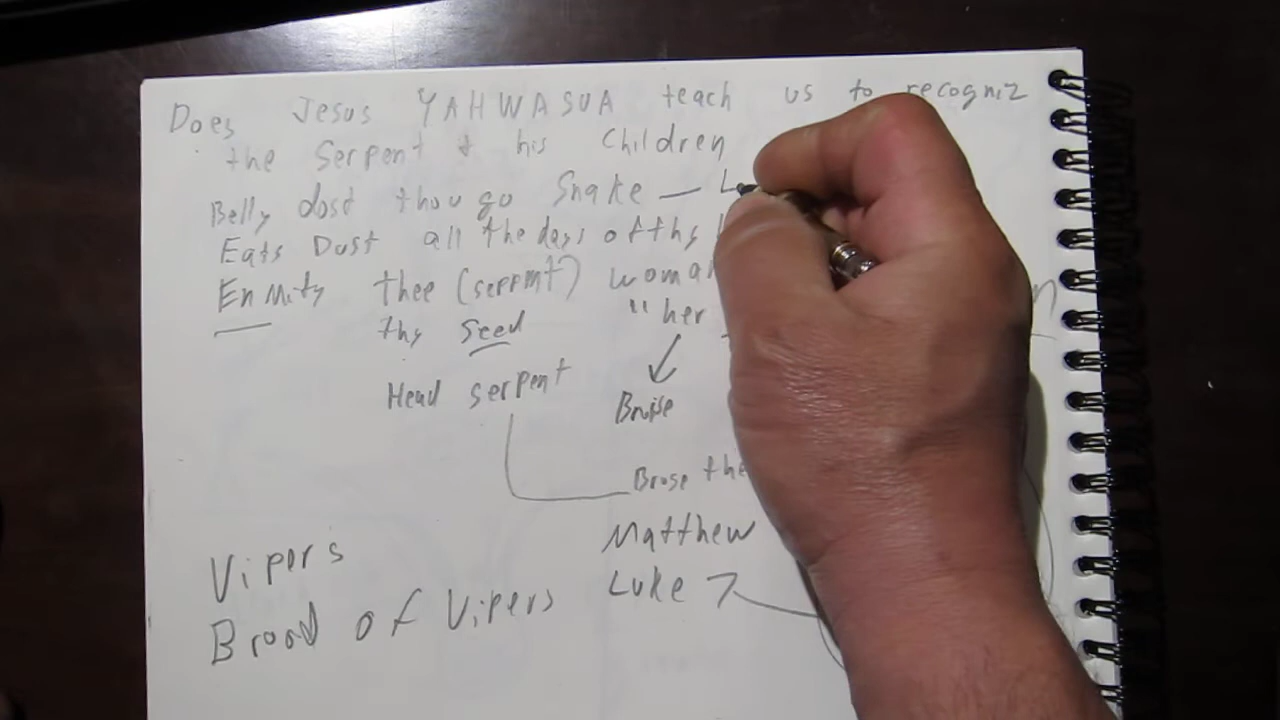 Does Jesus YAHWASUA teach us to recogniz
the Serpent & his Children
Belly dost thou go Snake — L
Eats Dust all the days of thy
Enmity thee (serpent) woman
thy Seed " her
Head serpent
Bruise
Bruse the
Matthew
Luke 7
Vipers
Brood of Vipers